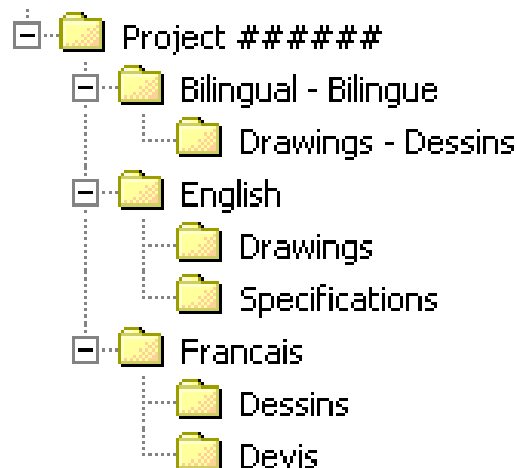 Project ######
Bilingual - Bilingue
Drawings - Dessins
English
Drawings
Specifications
Francais
Dessins
Devis